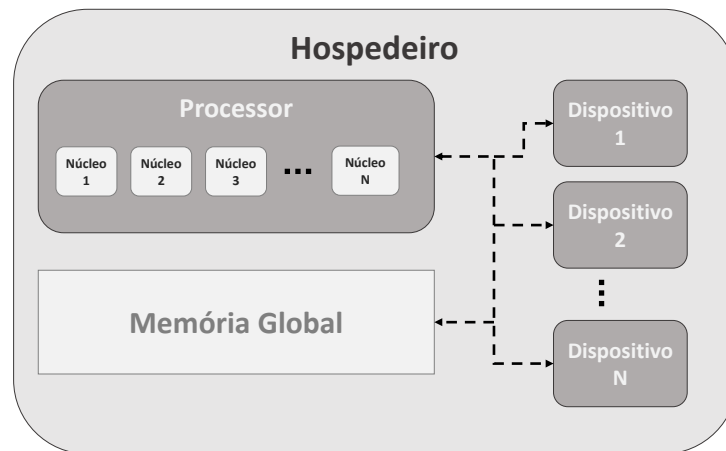 Hospedeiro
Processor
Núcleo
1
Núcleo
2
Núcleo
3
...
Núcleo
N
Memória Global
Dispositivo
1
Dispositivo
2
Dispositivo
N